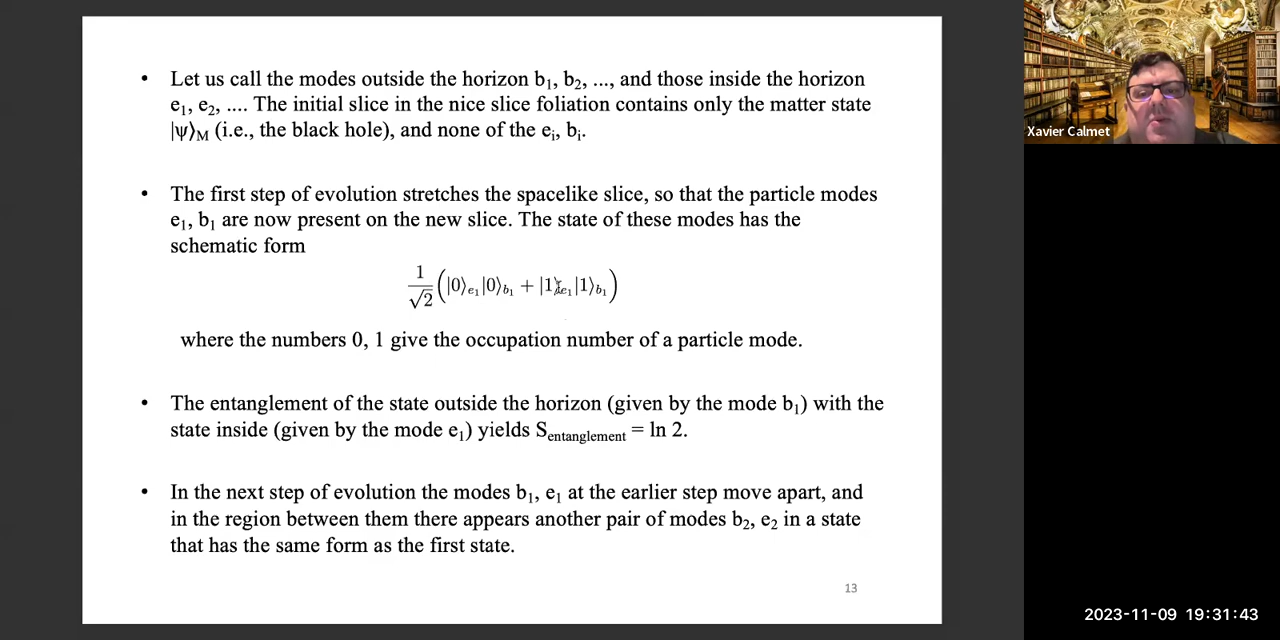 • Let us call the modes outside the horizon b₁, b₂, ..., and those inside the horizon
e₁, e₂, .... The initial slice in the nice slice foliation contains only the matter state
|ψ⟩M (i.e., the black hole), and none of the eᵢ, bᵢ.
• The first step of evolution stretches the spacelike slice, so that the particle modes
e₁, b₁ are now present on the new slice. The state of these modes has the
schematic form
1/√2 (|0⟩e₁|0⟩b₁ + |1⟩e₁|1⟩b₁)
where the numbers 0, 1 give the occupation number of a particle mode.
• The entanglement of the state outside the horizon (given by the mode b₁) with the
state inside (given by the mode e₁) yields Sentanglement = ln 2.
• In the next step of evolution the modes b₁, e₁ at the earlier step move apart, and
in the region between them there appears another pair of modes b₂, e₂ in a state
that has the same form as the first state.
13
Xavier Calmet
2023-11-09 19:31:43